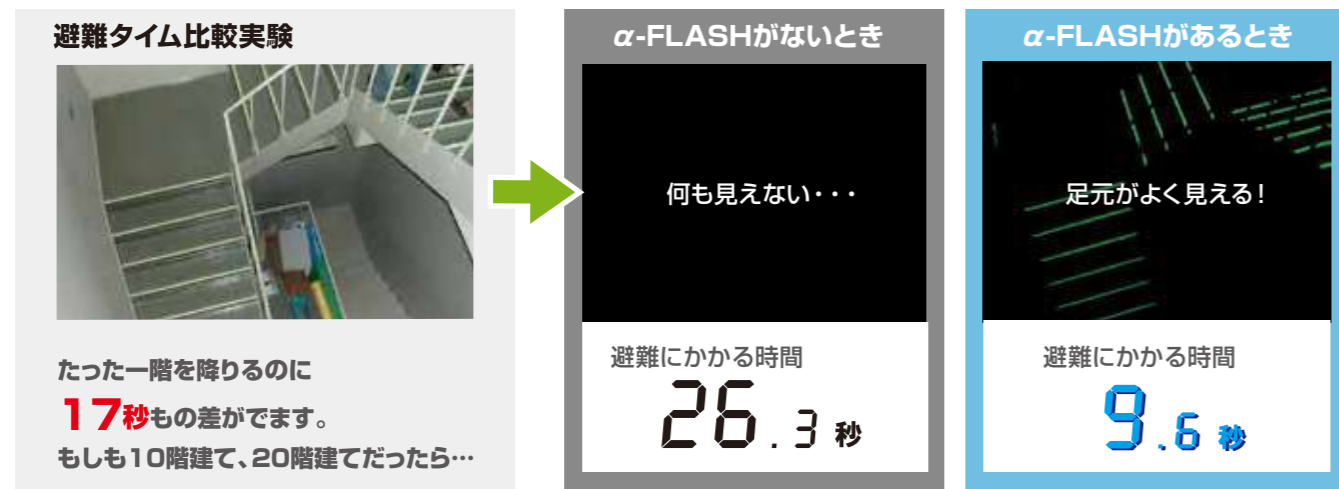 避難タイム比較実験
たった一階を降りるのに
17秒もの差がでます。
もしも10階建て、20階建てだったら…
α-FLASHがないとき
何も見えない・・・
避難にかかる時間
26.3秒
α-FLASHがあるとき
足元がよく見える!
避難にかかる時間
9.6秒